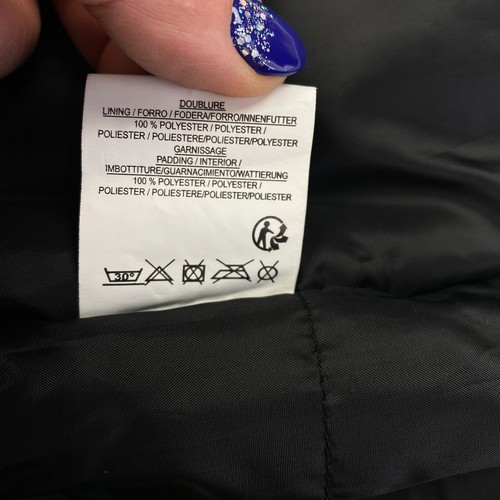 DOUBLURE
LINING / FORRO / FODERA/FORRO/INNENFUTTER
100 % POLYESTER / POLYESTER /
POLIESTER / POLIESTERE/POLIESTER/POLYESTER
GARNISSAGE
PADDING / INTERIOR /
IMBOTTITURE/GUARNACIMIENTO/WATTIERUNG
100 % POLYESTER / POLYESTER /
POLIESTER / POLIESTERE/POLIESTER/POLYESTER
30°